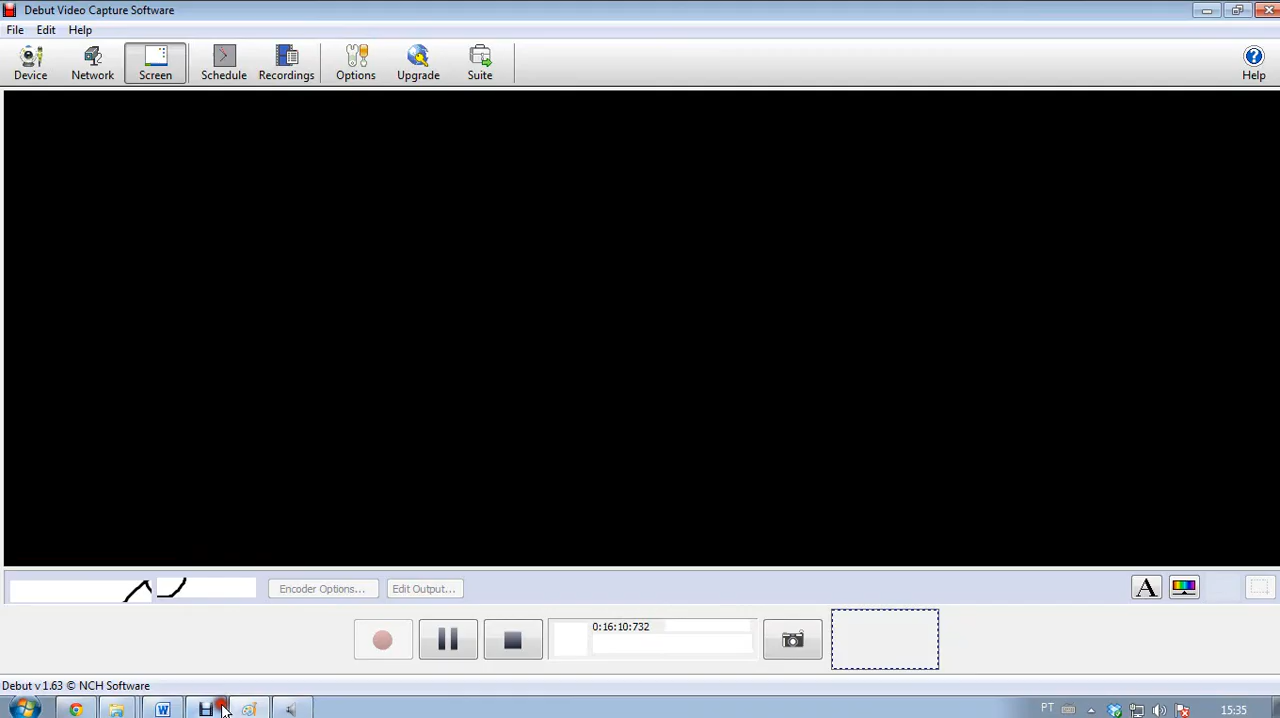 Debut Video Capture Software
File Edit Help
Device Network Screen Schedule Recordings Options Upgrade Suite Help
Encoder Options... Edit Output...
A
0:16:10:732
Debut v 1.63 © NCH Software
W PT 15:35